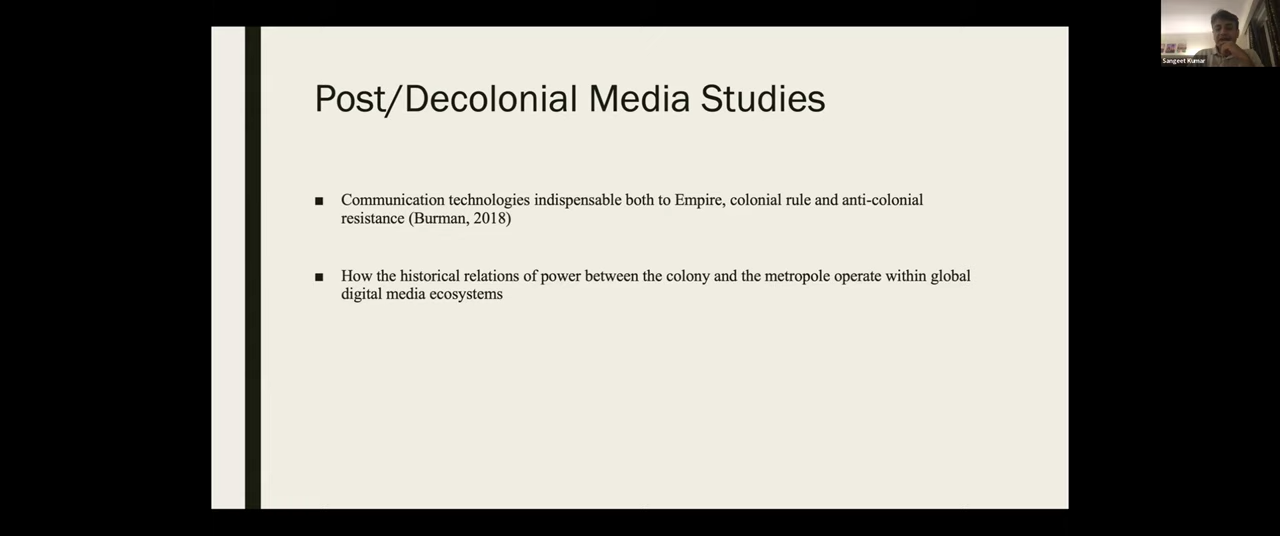 Post/Decolonial Media Studies
■ Communication technologies indispensable both to Empire, colonial rule and anti-colonial
resistance (Burman, 2018)
■ How the historical relations of power between the colony and the metropole operate within global
digital media ecosystems
Sangeet Kumar